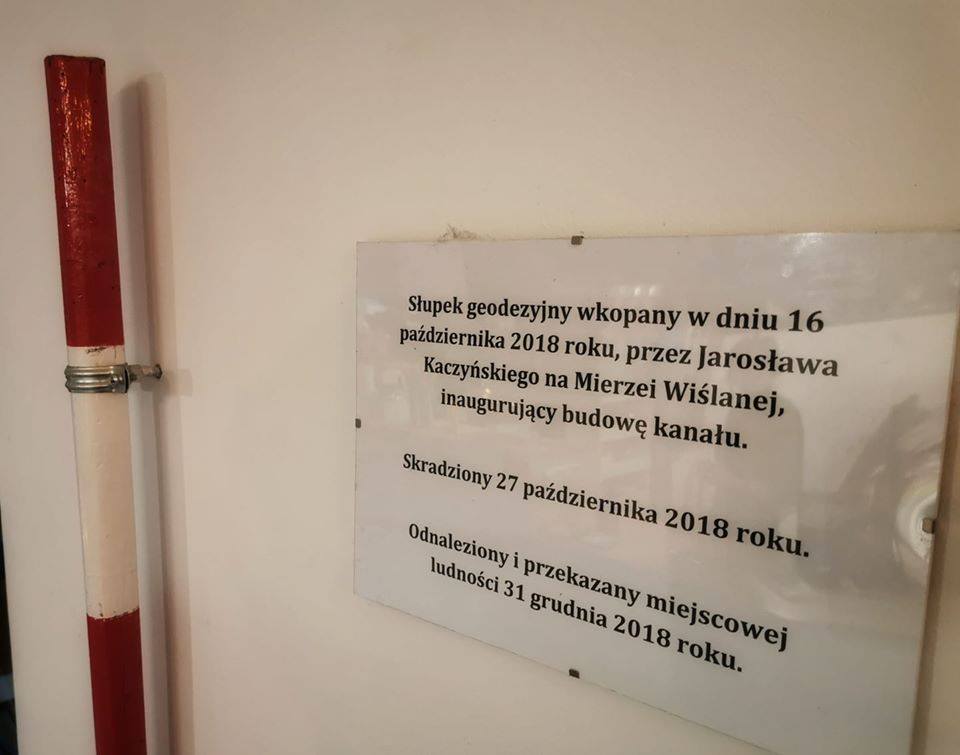 Słupek geodezyjny wkopany w dniu 16
października 2018 roku, przez Jarosława
Kaczyńskiego na Mierzei Wiślanej,
inaugurujący budowę kanału.
Skradziony 27 października 2018 roku.
Odnaleziony i przekazany miejscowej
ludności 31 grudnia 2018 roku.